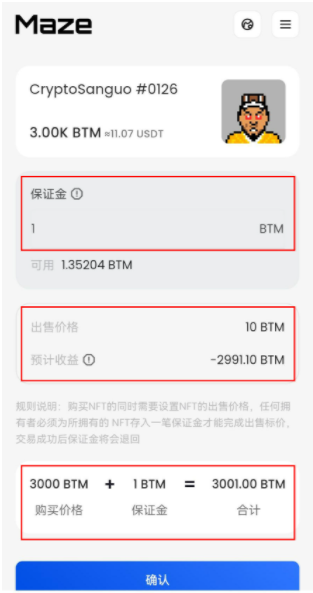 Maze
CryptoSanguo #0126
3.00K BTM ≈11.07 USDT
保证金
1 BTM
可用 1.35204 BTM
出售价格 10 BTM
预计收益 -2991.10 BTM
规则说明：购买NFT的同时需要设置NFT的出售价格，任何拥
有者必须为所拥有的 NFT存入一笔保证金才能完成出售标价，
交易成功后保证金将会退回
3000 BTM + 1 BTM = 3001.00 BTM
购买价格 保证金 合计
确认